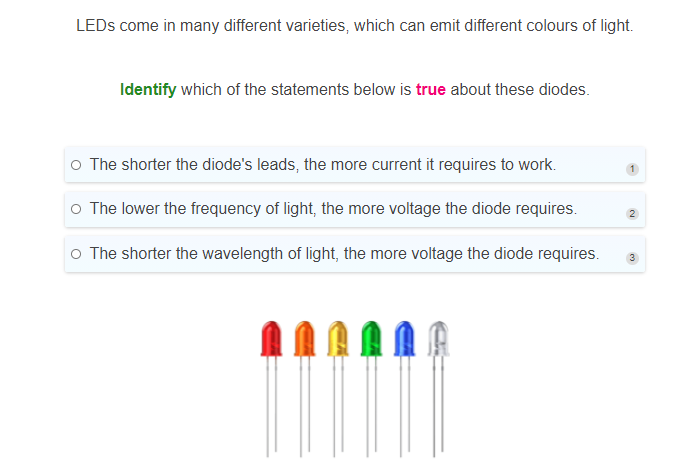 LEDs come in many different varieties, which can emit different colours of light.
Identify which of the statements below is true about these diodes.
The shorter the diode's leads, the more current it requires to work.
1
The lower the frequency of light, the more voltage the diode requires.
2
The shorter the wavelength of light, the more voltage the diode requires.
3